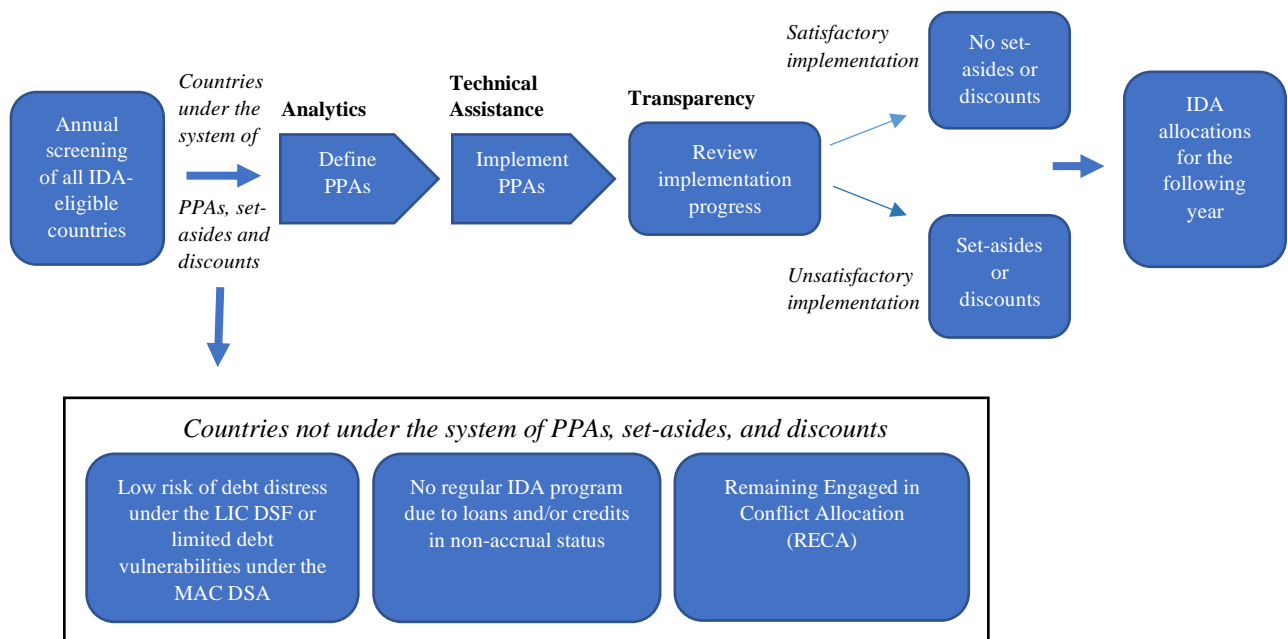 Annual
screening
of all IDA-
eligible
countries
Countries
under the
system of
PPAs, set-
asides and
discounts
Analytics
Define
PPAs
Technical
Assistance
Implement
PPAs
Transparency
Review
implementation
progress
Satisfactory
implementation
No set-
asides or
discounts
Unsatisfactory
implementation
Set-asides
or
discounts
IDA
allocations
for the
following
year
Countries not under the system of PPAs, set-asides, and discounts
Low risk of debt distress
under the LIC DSF or
limited debt
vulnerabilities under the
MAC DSA
No regular IDA program
due to loans and/or credits
in non-accrual status
Remaining Engaged in
Conflict Allocation
(RECA)